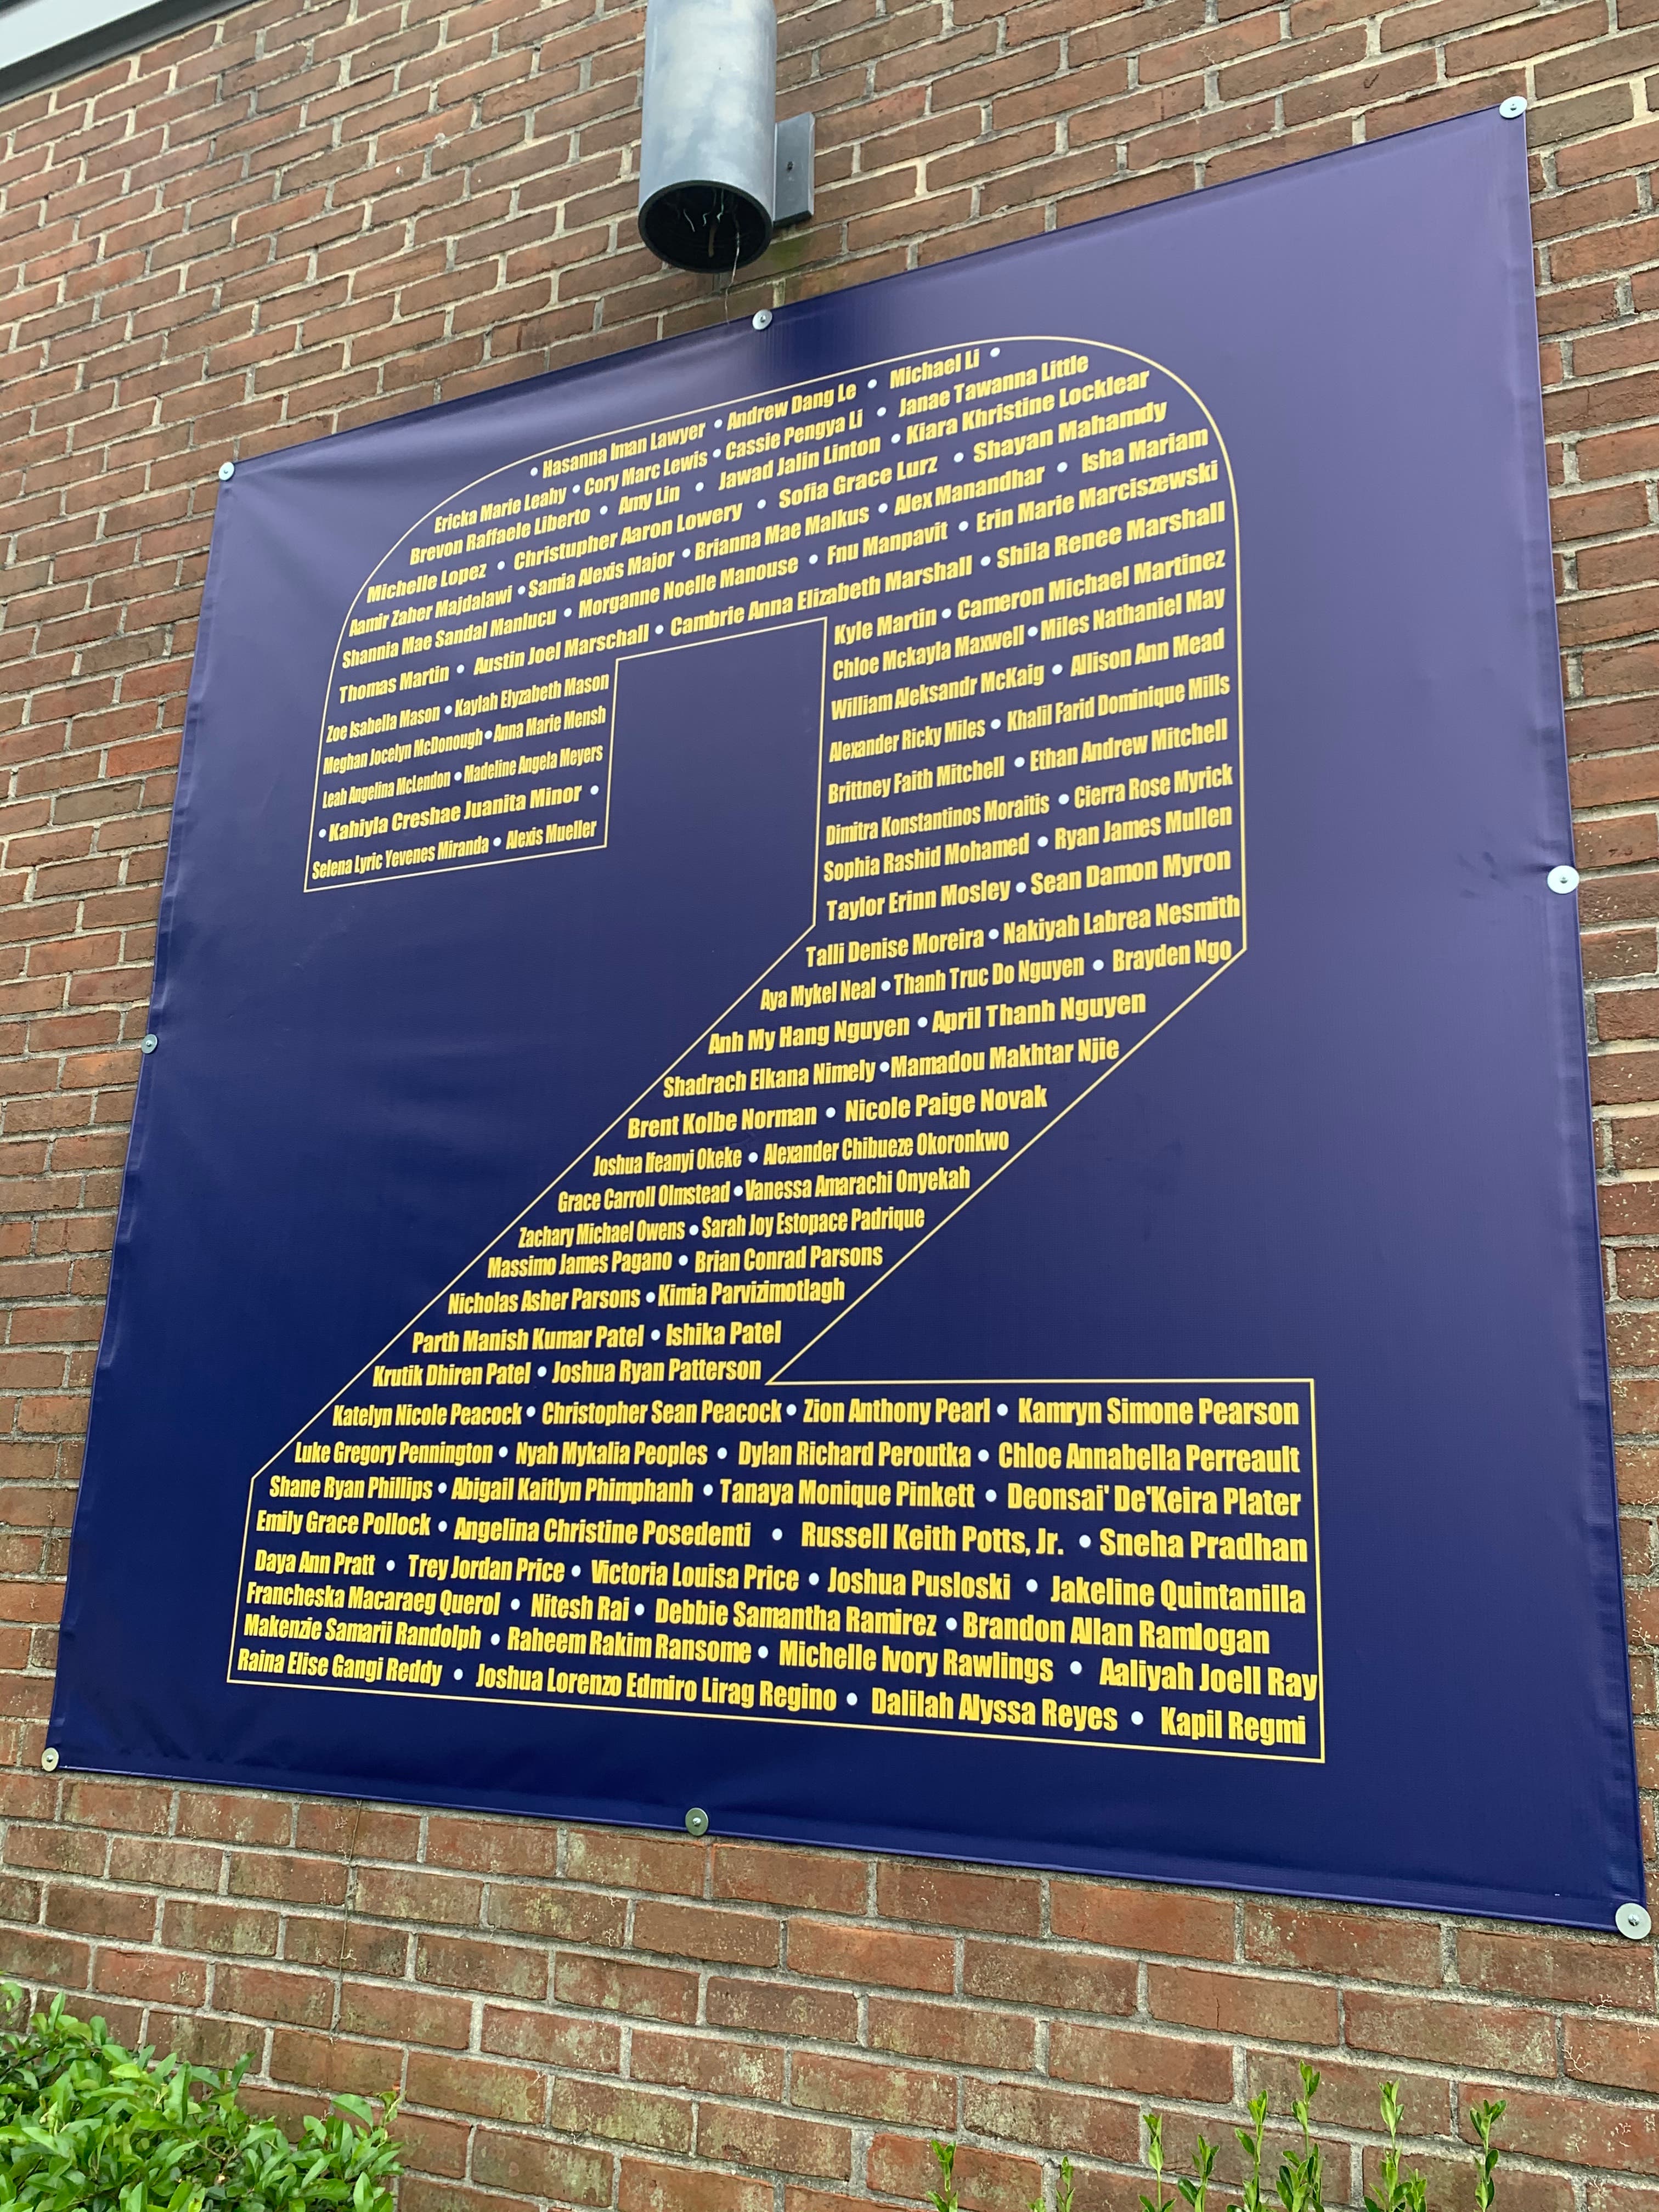 • Hasanna Iman Lawyer • Andrew Dang Le • Michael Li •
Ericka Marie Leahy • Cory Marc Lewis • Cassie Pengya Li • Janae Tawanna Little
Brevon Raffaele Liberto • Amy Lin • Jawad Jalin Linton • Kiara Khristine Locklear
Michelle Lopez • Christupher Aaron Lowery • Sofia Grace Lurz • Shayan Mahamdy
Aamir Zaher Majdalawi • Samia Alexis Major • Brianna Mae Malkus • Alex Manandhar • Isha Mariam
Shannia Mae Sandal Manlucu • Morganne Noelle Manouse • Fnu Manpavit • Erin Marie Marciszewski
Thomas Martin • Austin Joel Marschall • Cambrie Anna Elizabeth Marshall • Shila Renee Marshall
Kyle Martin • Cameron Michael Martinez
Zoe Isabella Mason • Kaylah Elyzabeth Mason
Chloe Mckayla Maxwell • Miles Nathaniel May
Meghan Jocelyn McDonough • Anna Marie Mensh
William Aleksandr McKaig • Allison Ann Mead
Leah Angelina McLendon • Madeline Angela Meyers
Alexander Ricky Miles • Khalil Farid Dominique Mills
• Kahiyla Creshae Juanita Minor •
Brittney Faith Mitchell • Ethan Andrew Mitchell
Selena Lyric Yevenes Miranda • Alexis Mueller
Dimitra Konstantinos Moraitis • Cierra Rose Myrick
Sophia Rashid Mohamed • Ryan James Mullen
Taylor Erinn Mosley • Sean Damon Myron
Talli Denise Moreira • Nakiyah Labrea Nesmith
Aya Mykel Neal • Thanh Truc Do Nguyen • Brayden Ngo
Anh My Hang Nguyen • April Thanh Nguyen
Shadrach Elkana Nimely • Mamadou Makhtar Njie
Brent Kolbe Norman • Nicole Paige Novak
Joshua Ifeanyi Okeke • Alexander Chibueze Okoronkwo
Grace Carroll Olmstead • Vanessa Amarachi Onyekah
Zachary Michael Owens • Sarah Joy Estopace Padrique
Massimo James Pagano • Brian Conrad Parsons
Nicholas Asher Parsons • Kimia Parvizimotlagh
Parth Manish Kumar Patel • Ishika Patel
Krutik Dhiren Patel • Joshua Ryan Patterson
Katelyn Nicole Peacock • Christopher Sean Peacock • Zion Anthony Pearl • Kamryn Simone Pearson
Luke Gregory Pennington • Nyah Mykalia Peoples • Dylan Richard Peroutka • Chloe Annabella Perreault
Shane Ryan Phillips • Abigail Kaitlyn Phimphanh • Tanaya Monique Pinkett • Deonsai' De'Keira Plater
Emily Grace Pollock • Angelina Christine Posedenti • Russell Keith Potts, Jr. • Sneha Pradhan
Daya Ann Pratt • Trey Jordan Price • Victoria Louisa Price • Joshua Pusloski • Jakeline Quintanilla
Francheska Macaraeg Querol • Nitesh Rai • Debbie Samantha Ramirez • Brandon Allan Ramlogan
Makenzie Samarii Randolph • Raheem Rakim Ransome • Michelle Ivory Rawlings • Aaliyah Joell Ray
Raina Elise Gangi Reddy • Joshua Lorenzo Edmiro Lirag Regino • Dalilah Alyssa Reyes • Kapil Regmi